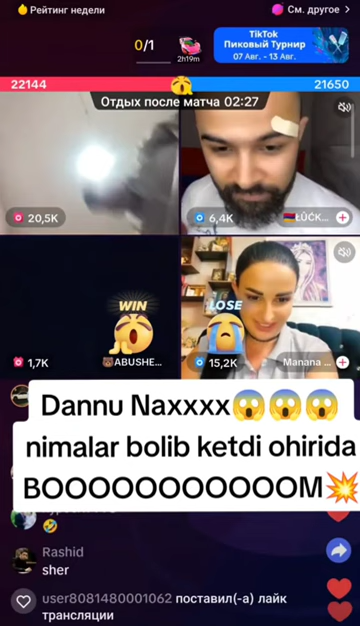 Рейтинг недели
См. другое >
0/1
2h19m
TikTok
Пиковый Турнир
07 Авг. - 13 Авг.
22144
21650
Отдых после матча 02:27
20,5K
6,4K
ŁŪĆK...
WIN
LOSE
1,7K
ABUSHE...
15,2K
Manana ...
Dannu Naxxxx😱😱😱
nimalar bolib ketdi ohirida
BOOOOOOOOOOOM💥
🤣
Rashid
sher
user8081480001062 поставил(-а) лайк
трансляции